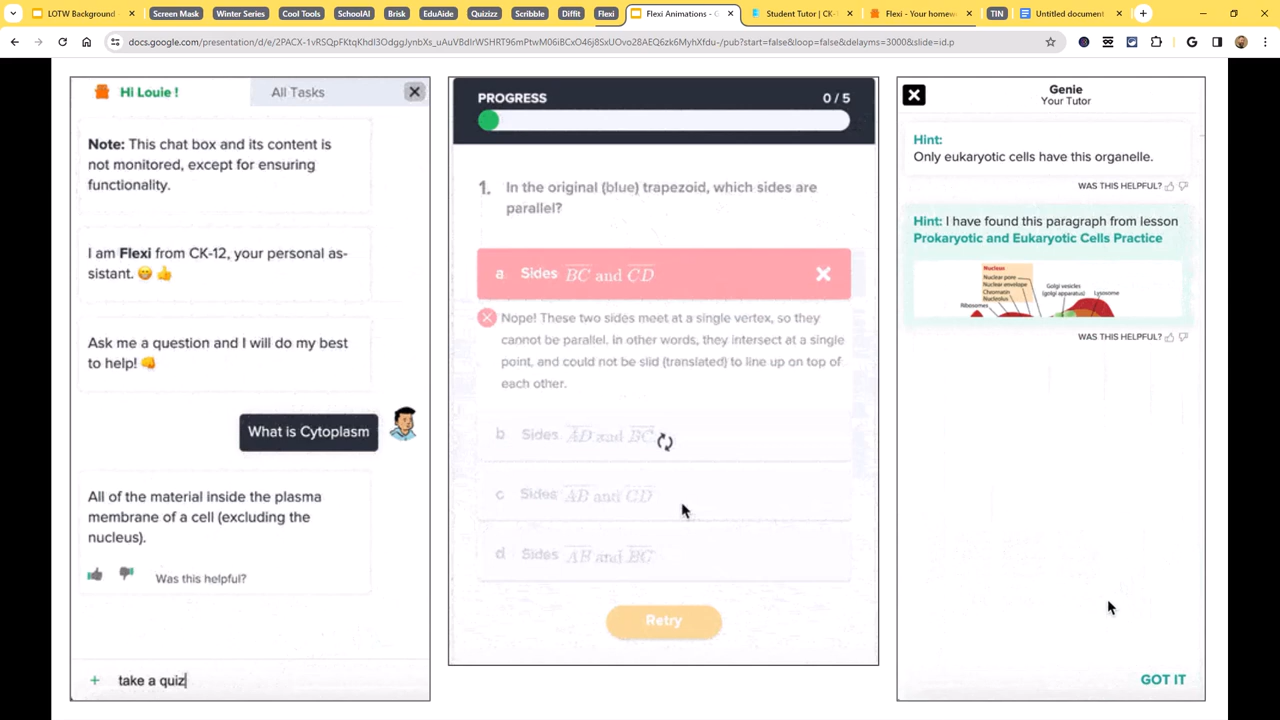 LOTW Background
Screen Mask
Winter Series
Cool Tools
SchoolAI
Brisk
EduAide
Quizizz
Scribble
Diffit
Flexi
Flexi Animations - G
Student Tutor | CK-1
Flexi - Your homew
TIN
Untitled document
docs.google.com/presentation/d/e/2PACX-1vRSQpFKtqKhdI3OdggJynbXs_uAuVBdIrWSHRT96mPtwM06iBCxO46j8SxUOvo28AEQ6zk6MyhXfdu-/pub?start=false&loop=false&delayms=3000&slide=id.p
Hi Louie !
All Tasks
Note: This chat box and its content is
not monitored, except for ensuring
functionality.
I am Flexi from CK-12, your personal as-
sistant. 😀 👍
Ask me a question and I will do my best
to help! 👊
What is Cytoplasm
All of the material inside the plasma
membrane of a cell (excluding the
nucleus).
Was this helpful?
+ take a quiz
PROGRESS 0 / 5
1. In the original (blue) trapezoid, which sides are
parallel?
a. Sides BC and CD
Nope! These two sides meet at a single vertex, so they
cannot be parallel. In other words, they intersect at a single
point, and could not be slid (translated) to line up on top of
each other.
b Sides AD and BC
c Sides AB and CD
d Sides AB and BC
Retry
Genie
Your Tutor
Hint:
Only eukaryotic cells have this organelle.
WAS THIS HELPFUL?
Hint: I have found this paragraph from lesson
Prokaryotic and Eukaryotic Cells Practice
Nucleus
Nuclear pore
Nuclear envelope
Chromatin
Nucleolus
Ribosomes
Golgi vesicles
(golgi apparatus)
Lysosome
WAS THIS HELPFUL?
GOT IT